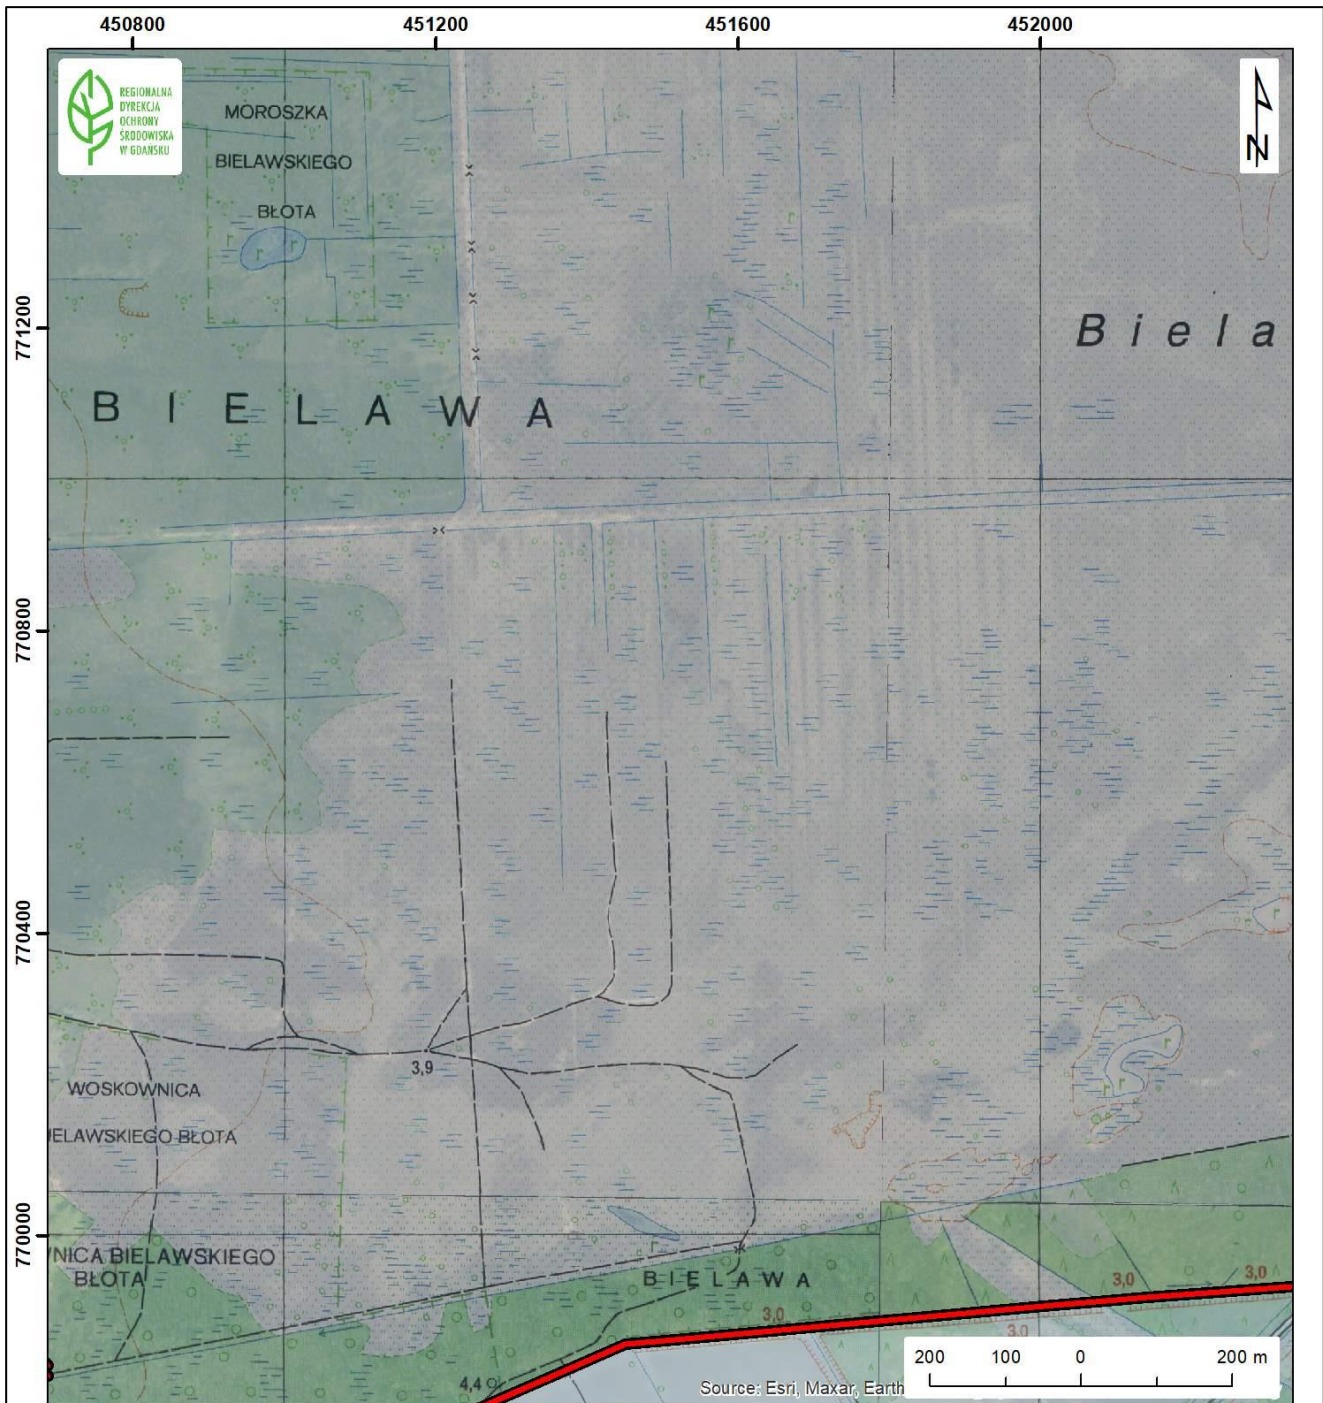 450800 451200 451600 452000
REGIONALNA
DYREKCJA
OCHRONY
ŚRODOWISKA
W GDAŃSKU
N
MOROSZKA
BIELAWSKIEGO
BŁOTA
771200
Biela
BIELAWA
770800
770400
3,9
WOSKOWNICA
IELAWSKIEGO BŁOTA
770000
NICA BIELAWSKIEGO
BŁOTA
BIELAWA
3,0
3,0
3,0
3,0
4,4
Source: Esri, Maxar, Earth
200 100 0 200 m